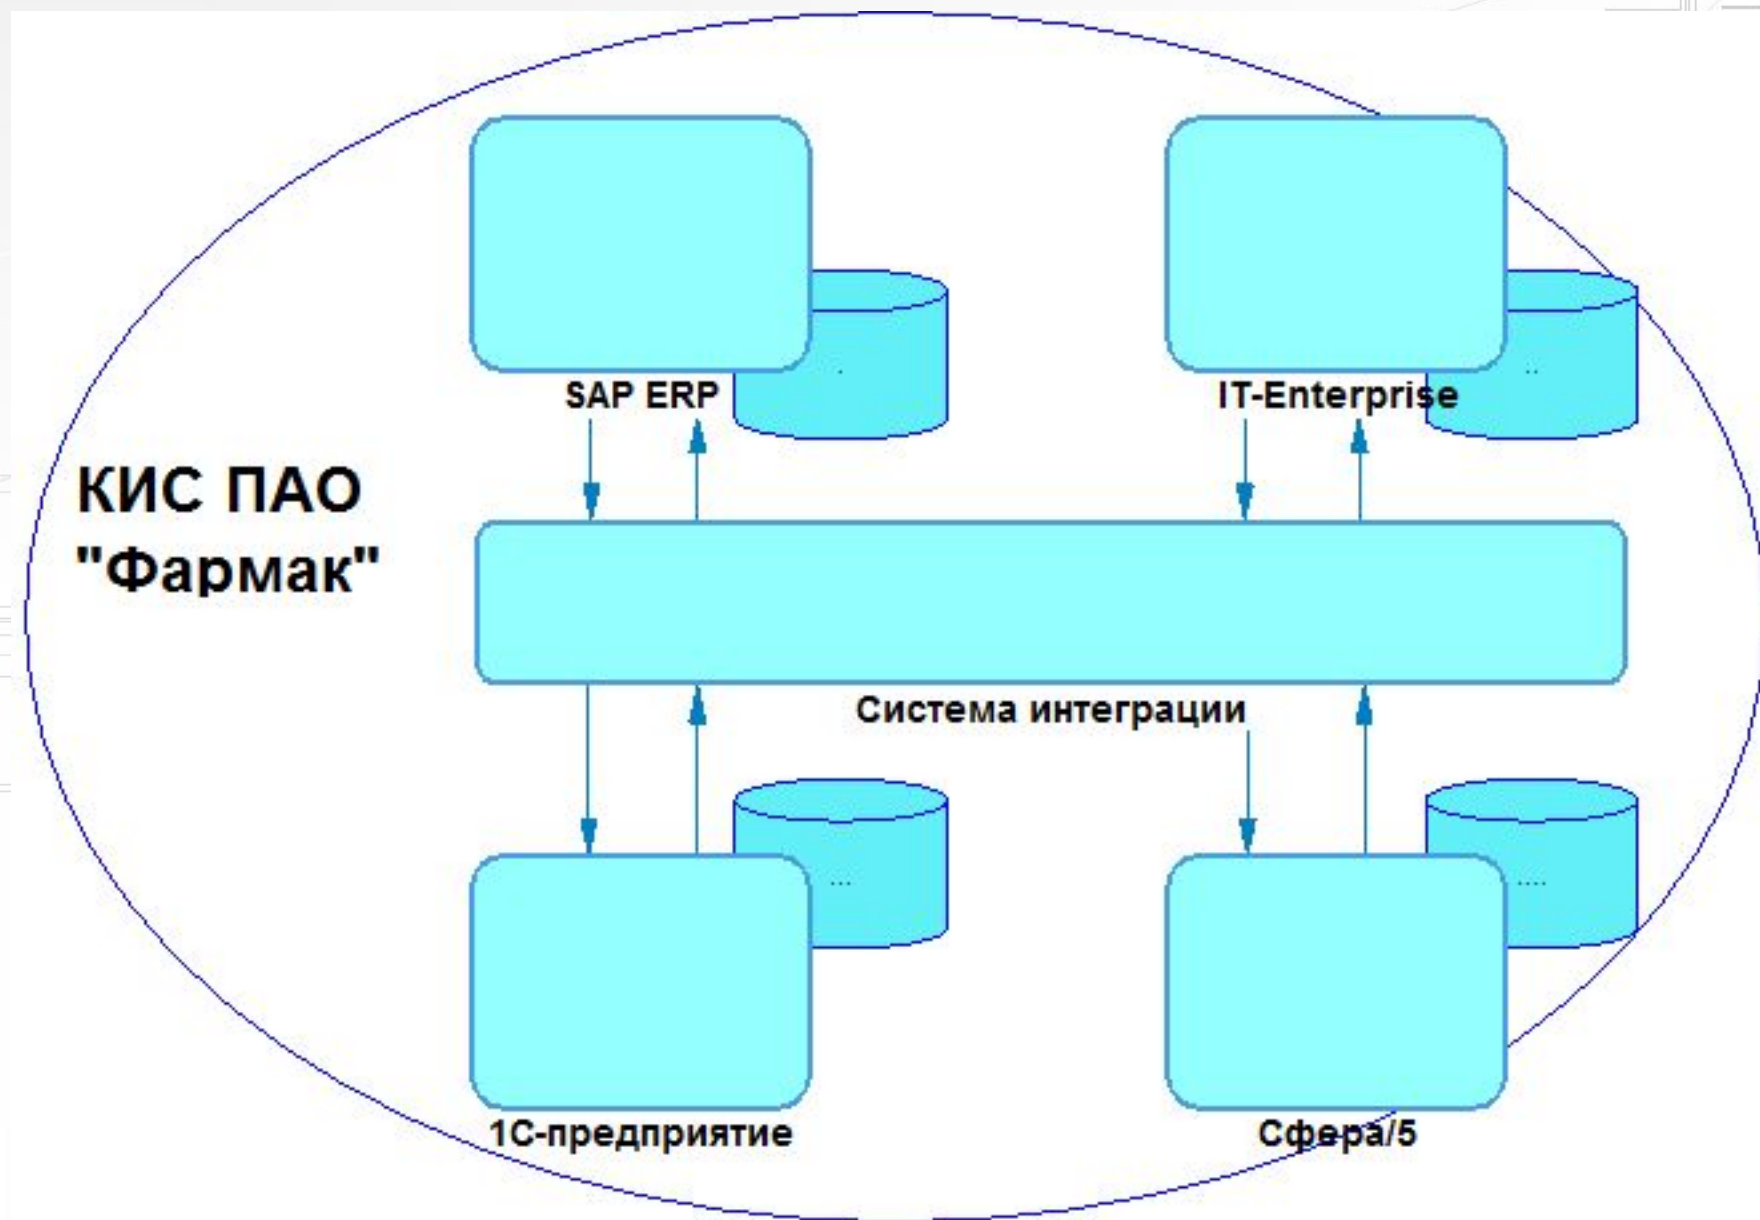 SAP ERP
.
IT-Enterprise
..
КИС ПАО
"Фармак"
Система интеграции
...
....
1С-предприятие
Сфера/5